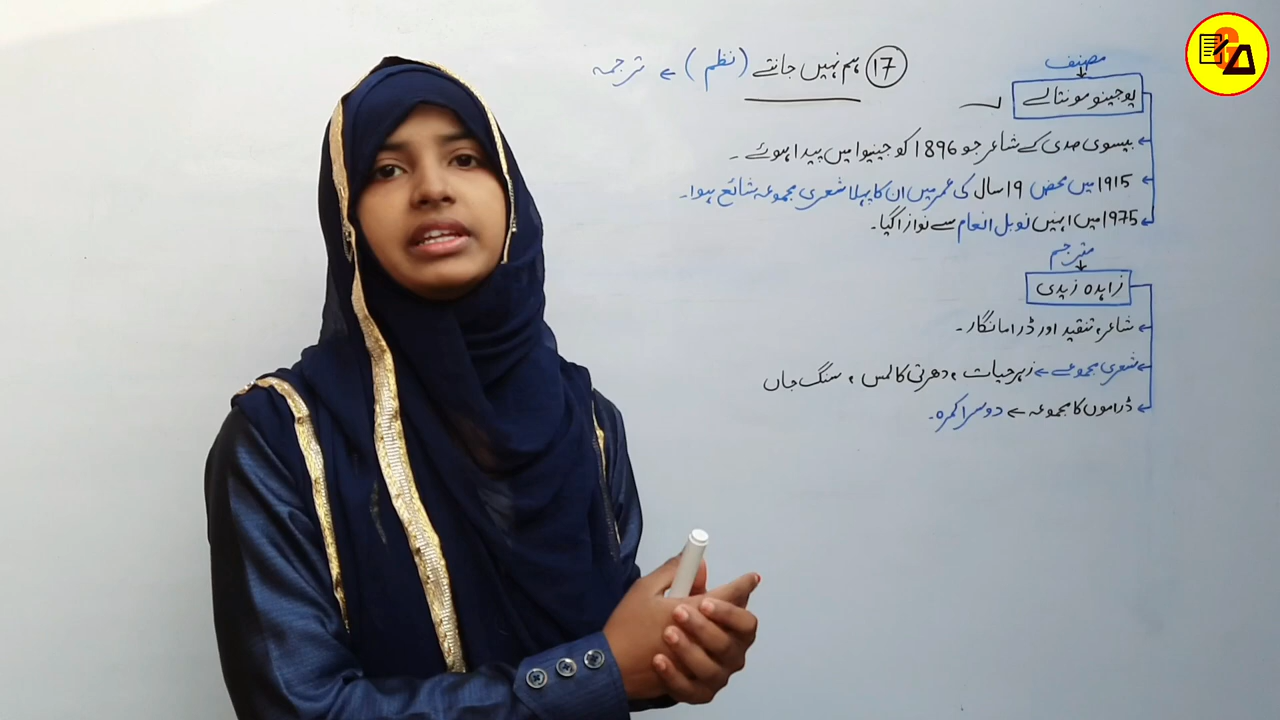 ⑰ ہم نہیں جانتے (نظم) ← ترجمہ
مصنف
یوجینو مونتالے
بیسوی صدی کے شاعر جو 1896 کو جینیوا میں پیدا ہوئے ۔
1915 میں محض 19 سال کی عمر میں ان کا پہلا شعری مجموعہ شائع ہوا۔
1975 میں انہیں نوبل انعام سے نوازا گیا۔
مترجم
زاہدہ زیدی
شاعر، تنقید اور ڈرامانگار ۔
شعری مجموعے ← زہر حیات ، دھرتی کا لمس ، سنگ جاں
ڈراموں کا مجموعہ ← دوسرا کمرہ۔